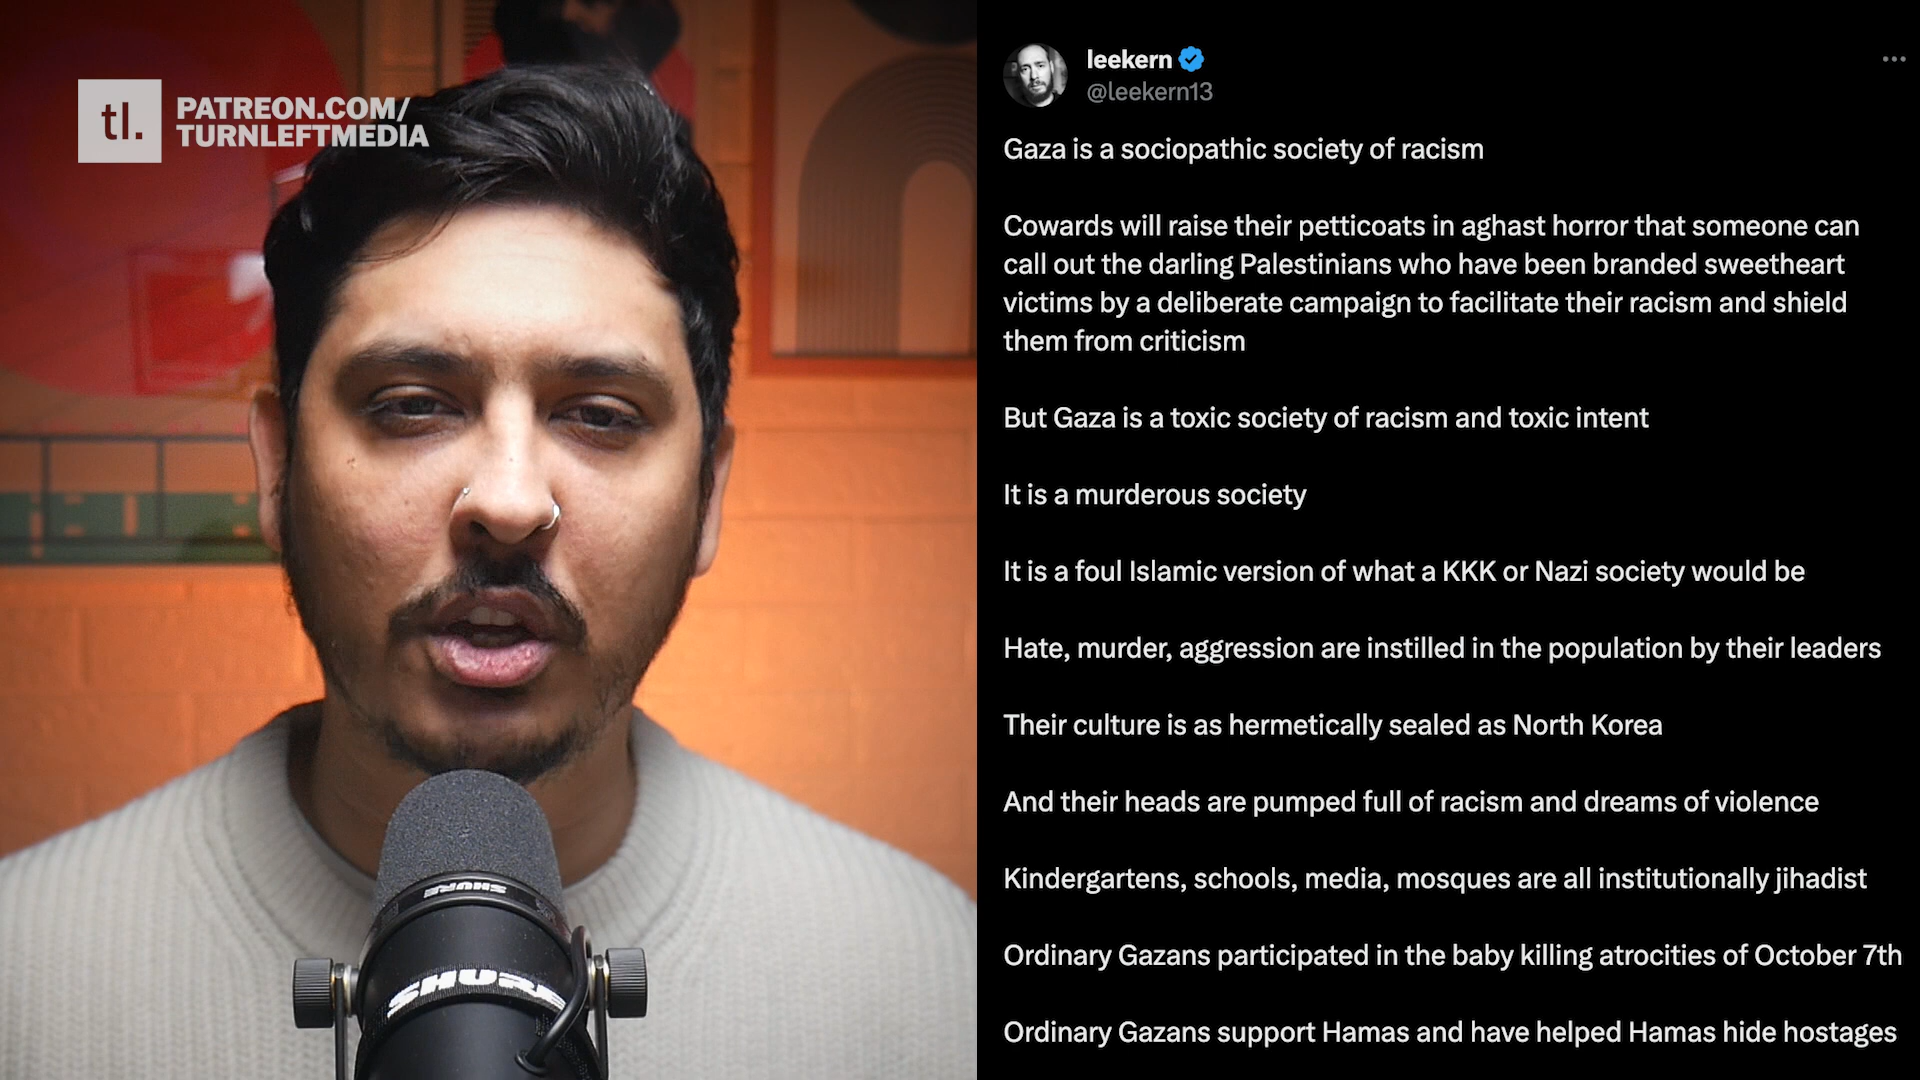 tl.
PATREON.COM/
TURNLEFTMEDIA
leekern
@leekern13
Gaza is a sociopathic society of racism
Cowards will raise their petticoats in aghast horror that someone can
call out the darling Palestinians who have been branded sweetheart
victims by a deliberate campaign to facilitate their racism and shield
them from criticism
But Gaza is a toxic society of racism and toxic intent
It is a murderous society
It is a foul Islamic version of what a KKK or Nazi society would be
Hate, murder, aggression are instilled in the population by their leaders
Their culture is as hermetically sealed as North Korea
And their heads are pumped full of racism and dreams of violence
Kindergartens, schools, media, mosques are all institutionally jihadist
Ordinary Gazans participated in the baby killing atrocities of October 7th
Ordinary Gazans support Hamas and have helped Hamas hide hostages
SHURE
SHURE